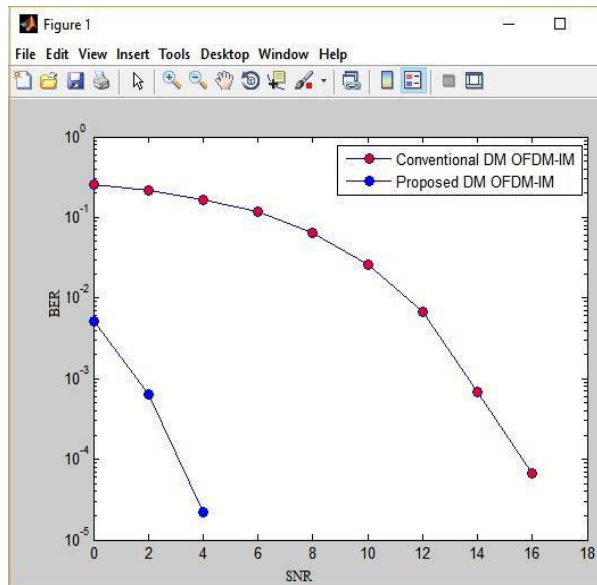 Figure 1
File Edit View Insert Tools Desktop Window Help
10^0
10^-1
10^-2
10^-3
10^-4
10^-5
BER
Conventional DM OFDM-IM
Proposed DM OFDM-IM
0 2 4 6 8 10 12 14 16 18
SNR